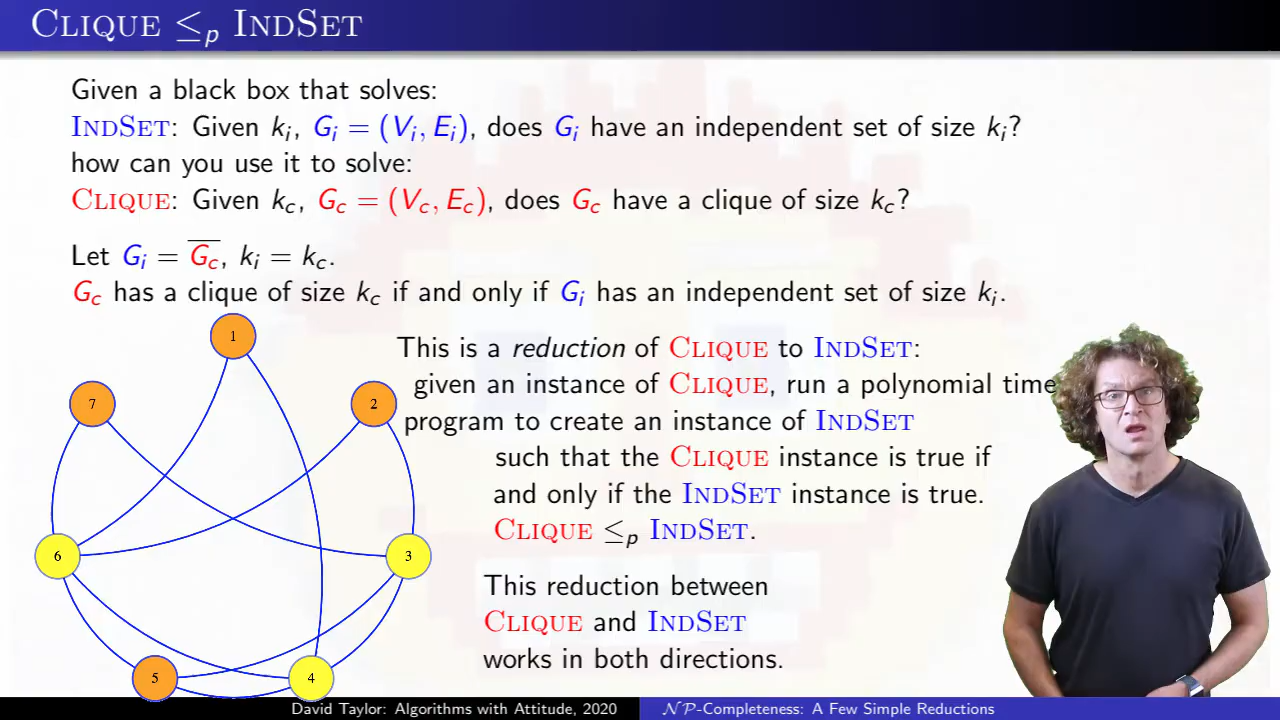 CLIQUE ≤p INDSET
Given a black box that solves:
INDSET: Given ki, Gi = (Vi, Ei), does Gi have an independent set of size ki?
how can you use it to solve:
CLIQUE: Given kc, Gc = (Vc, Ec), does Gc have a clique of size kc?
Let Gi = G̅c, ki = kc.
Gc has a clique of size kc if and only if Gi has an independent set of size ki.
1
7
2
6
3
5
4
This is a reduction of CLIQUE to INDSET:
given an instance of CLIQUE, run a polynomial time
program to create an instance of INDSET
such that the CLIQUE instance is true if
and only if the INDSET instance is true.
CLIQUE ≤p INDSET.
This reduction between
CLIQUE and INDSET
works in both directions.
David Taylor: Algorithms with Attitude, 2020
NP-Completeness: A Few Simple Reductions